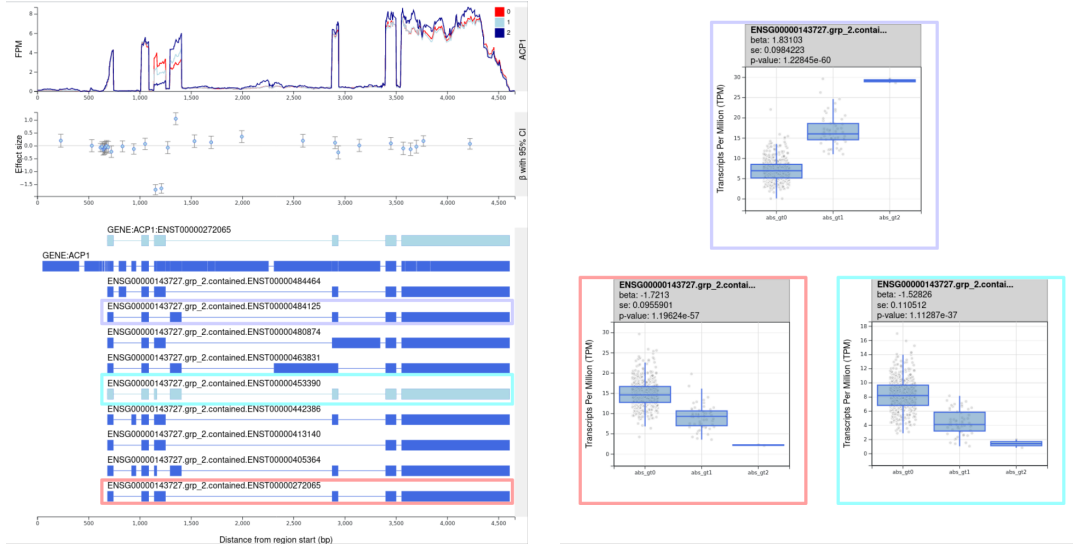 FPM
8
6
4
2
0
0
1
2
ACP1
0
500
1,000
1,500
2,000
2,500
3,000
3,500
4,000
4,500
Effect size
1.0
0.5
0.0
−0.5
−1.0
−1.5
β with 95% CI
0
500
1,000
1,500
2,000
2,500
3,000
3,500
4,000
4,500
GENE:ACP1:ENST00000272065
GENE:ACP1
ENSG00000143727.grp_2.contained.ENST00000484464
ENSG00000143727.grp_2.contained.ENST00000484125
ENSG00000143727.grp_2.contained.ENST00000480874
ENSG00000143727.grp_2.contained.ENST00000463831
ENSG00000143727.grp_2.contained.ENST00000453390
ENSG00000143727.grp_2.contained.ENST00000442386
ENSG00000143727.grp_2.contained.ENST00000413140
ENSG00000143727.grp_2.contained.ENST00000405364
ENSG00000143727.grp_2.contained.ENST00000272065
0
500
1,000
1,500
2,000
2,500
3,000
3,500
4,000
4,500
Distance from region start (bp)
ENSG00000143727.grp_2.contai...
beta: 1.83103
se: 0.0984223
p-value: 1.22845e-60
Transcripts Per Million (TPM)
30
25
20
15
10
5
0
abs_gt0
abs_gt1
abs_gt2
ENSG00000143727.grp_2.contai...
beta: -1.7213
se: 0.0955901
p-value: 1.19624e-57
Transcripts Per Million (TPM)
30
25
20
15
10
5
0
abs_gt0
abs_gt1
abs_gt2
ENSG00000143727.grp_2.contai...
beta: -1.52826
se: 0.110512
p-value: 1.11287e-37
Transcripts Per Million (TPM)
18
16
14
12
10
8
6
4
2
0
abs_gt0
abs_gt1
abs_gt2